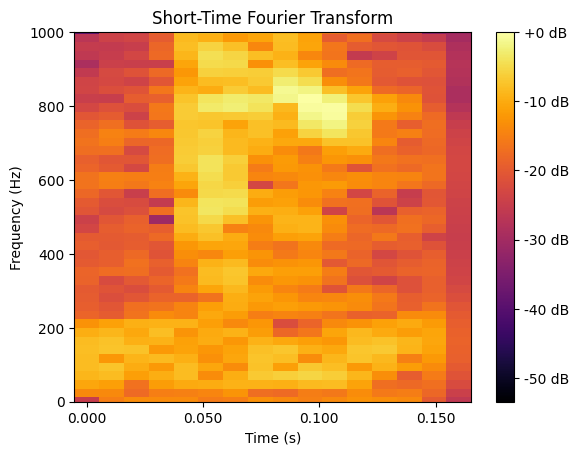 Short-Time Fourier Transform
1000
800
600
400
200
0
Frequency (Hz)
0.000
0.050
0.100
0.150
Time (s)
+0 dB
-10 dB
-20 dB
-30 dB
-40 dB
-50 dB